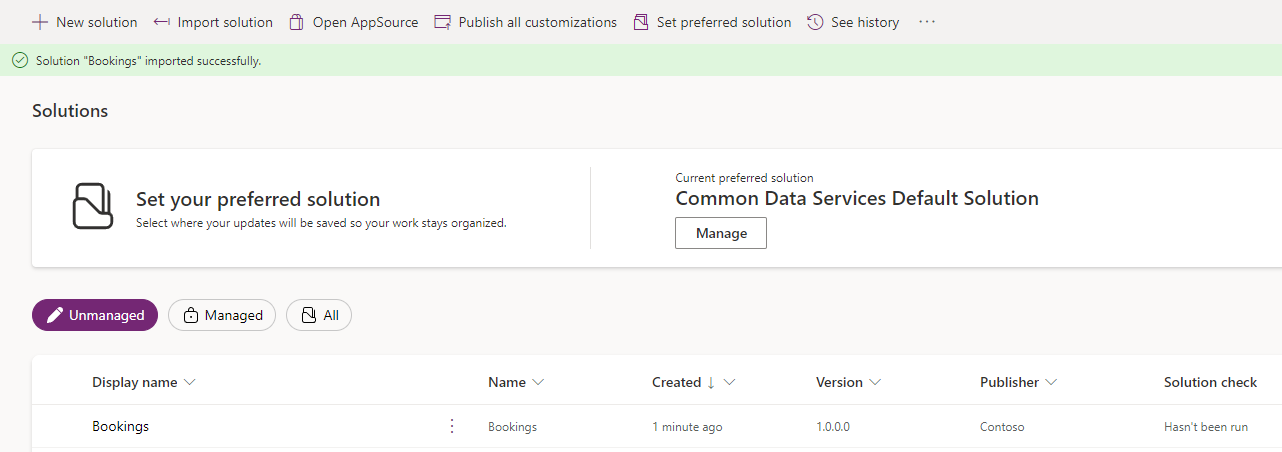 New solution Import solution Open AppSource Publish all customizations Set preferred solution See history ...
Solution "Bookings" imported successfully.
Solutions
Set your preferred solution
Select where your updates will be saved so your work stays organized.
Current preferred solution
Common Data Services Default Solution
Manage
Unmanaged Managed All
Display name Name Created Version Publisher Solution check
Bookings Bookings 1 minute ago 1.0.0.0 Contoso Hasn't been run